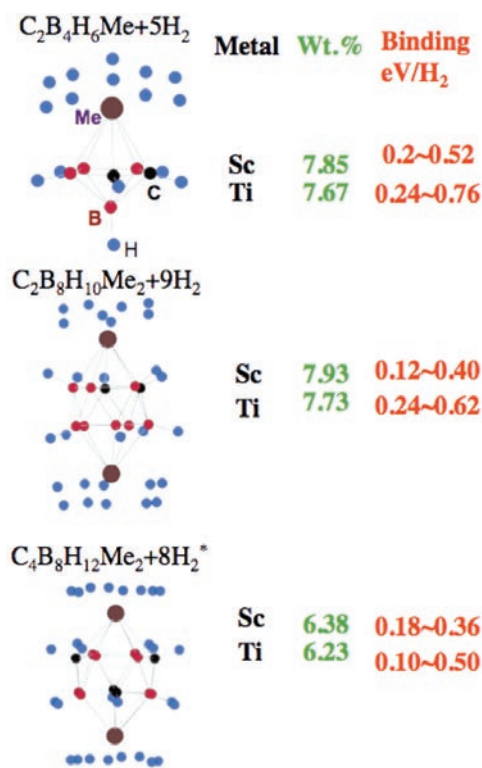 C₂B₄H₆Me+5H₂
Metal Wt.% Binding eV/H₂
Me
Sc 7.85 0.2~0.52
Ti 7.67 0.24~0.76
C
B
H
C₂B₈H₁₀Me₂+9H₂
Sc 7.93 0.12~0.40
Ti 7.73 0.24~0.62
C₄B₈H₁₂Me₂+8H₂*
Sc 6.38 0.18~0.36
Ti 6.23 0.10~0.50